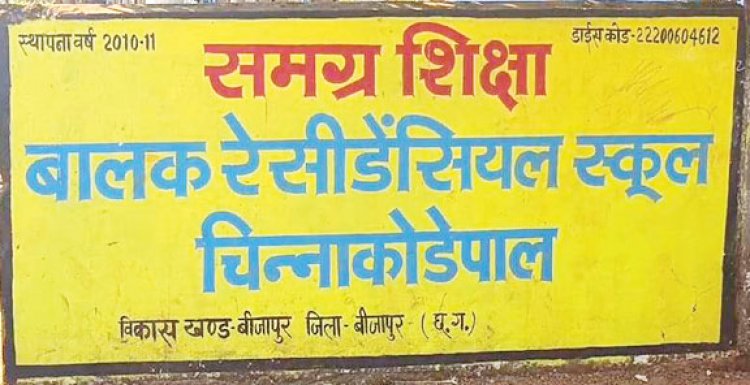 स्थापना वर्ष 2010-11
डाईस कोड-22200604612
समग्र शिक्षा
बालक रेसीडेंसियल स्कूल
चिन्नाकोडेपाल
विकास खण्ड-बीजापुर जिला-बीजापुर-(छ.ग.)